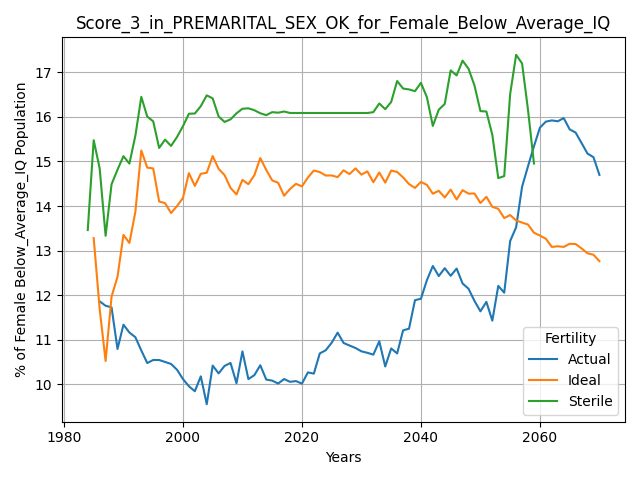 Score_3_in_PREMARITAL_SEX_OK_for_Female_Below_Average_IQ
% of Female Below_Average_IQ Population
17
16
15
14
13
12
11
10
Fertility
Actual
Ideal
Sterile
1980
2000
2020
2040
2060
Years